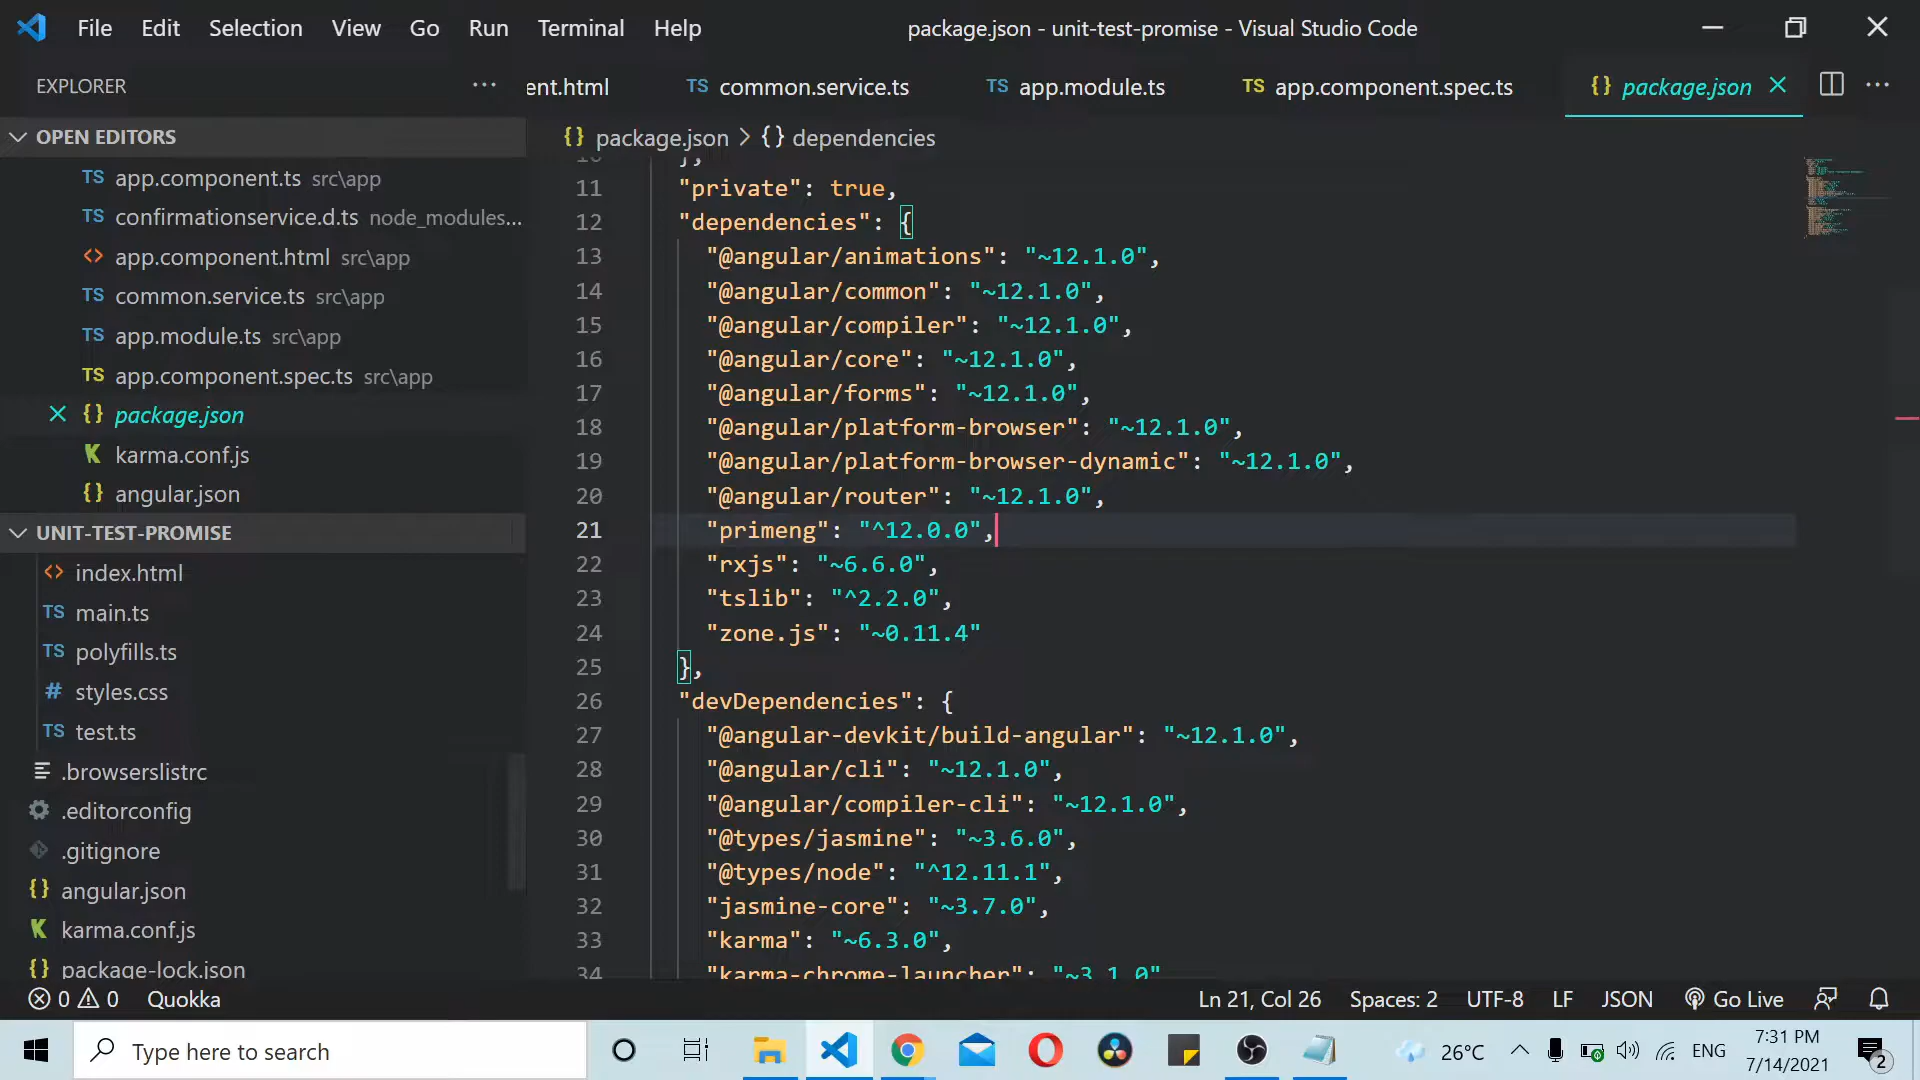 File Edit Selection View Go Run Terminal Help
package.json - unit-test-promise - Visual Studio Code
EXPLORER
ent.html
TS common.service.ts
TS app.module.ts
TS app.component.spec.ts
{} package.json
OPEN EDITORS
TS app.component.ts src\app
TS confirmationservice.d.ts node_modules...
<> app.component.html src\app
TS common.service.ts src\app
TS app.module.ts src\app
TS app.component.spec.ts src\app
{} package.json
K karma.conf.js
{} angular.json
UNIT-TEST-PROMISE
<> index.html
TS main.ts
TS polyfills.ts
# styles.css
TS test.ts
.browserslistrc
.editorconfig
.gitignore
{} angular.json
K karma.conf.js
{} package-lock.json
{} package.json > {} dependencies
10 },
11 "private": true,
12 "dependencies": {
13 "@angular/animations": "~12.1.0",
14 "@angular/common": "~12.1.0",
15 "@angular/compiler": "~12.1.0",
16 "@angular/core": "~12.1.0",
17 "@angular/forms": "~12.1.0",
18 "@angular/platform-browser": "~12.1.0",
19 "@angular/platform-browser-dynamic": "~12.1.0",
20 "@angular/router": "~12.1.0",
21 "primeng": "^12.0.0",
22 "rxjs": "~6.6.0",
23 "tslib": "^2.2.0",
24 "zone.js": "~0.11.4"
25 },
26 "devDependencies": {
27 "@angular-devkit/build-angular": "~12.1.0",
28 "@angular/cli": "~12.1.0",
29 "@angular/compiler-cli": "~12.1.0",
30 "@types/jasmine": "~3.6.0",
31 "@types/node": "^12.11.1",
32 "jasmine-core": "~3.7.0",
33 "karma": "~6.3.0",
34 "karma-chrome-launcher": "~3.1.0"
0 0 Quokka
Ln 21, Col 26 Spaces: 2 UTF-8 LF JSON Go Live
Type here to search
26°C ENG
7:31 PM
7/14/2021
2